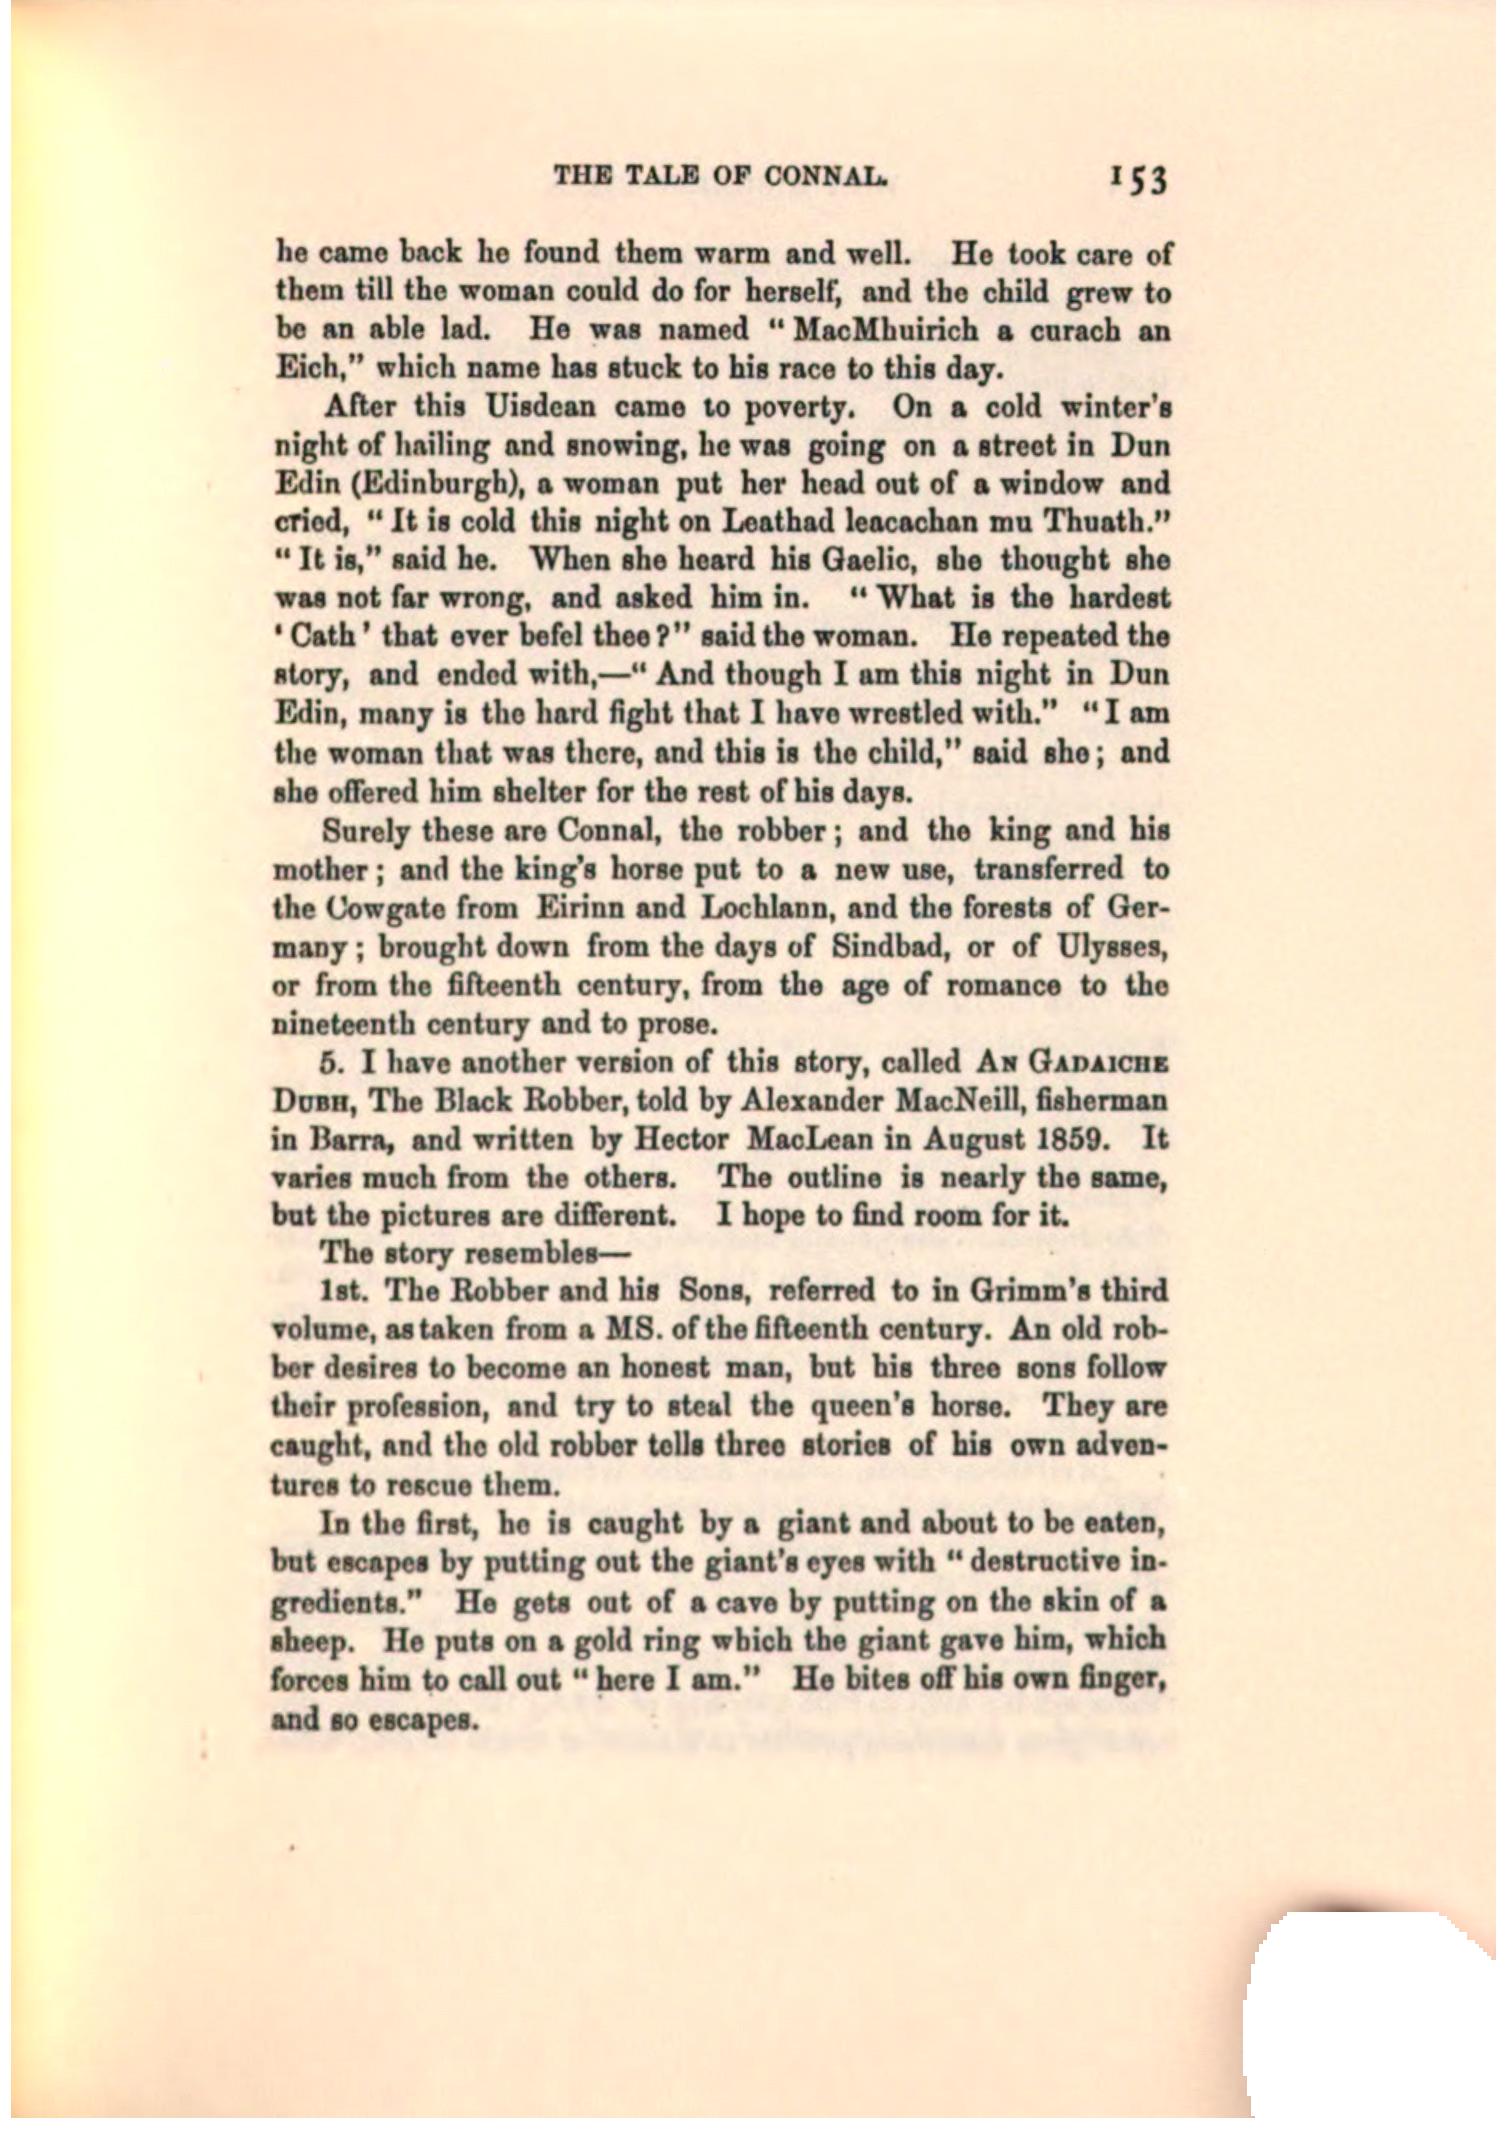 THE TALE OF CONNAL. 153
he came back he found them warm and well. He took care of
them till the woman could do for herself, and the child grew to
be an able lad. He was named “ MacMhuirich a curach an
Eich,” which name has stuck to his race to this day.
After this Uisdean came to poverty. On a cold winter's
night of hailing and snowing, he was going on a street in Dun
Edin (Edinburgh), a woman put her head out of a window and
cried, “ It is cold this night on Leathad leacachan mu Thuath.”
“ It is,” said he. When she heard his Gaelic, she thought she
was not far wrong, and asked him in. “ What is the hardest
‘ Cath ’ that ever befel thee ?” said the woman. He repeated the
story, and ended with,—“ And though I am this night in Dun
Edin, many is the hard fight that I have wrestled with.” “ I am
the woman that was there, and this is the child,” said she ; and
she offered him shelter for the rest of his days.
Surely these are Connal, the robber ; and the king and his
mother ; and the king's horse put to a new use, transferred to
the Cowgate from Eirinn and Lochlann, and the forests of Ger-
many ; brought down from the days of Sindbad, or of Ulysses,
or from the fifteenth century, from the age of romance to the
nineteenth century and to prose.
5. I have another version of this story, called AN GADAICHE
DUBH, The Black Robber, told by Alexander MacNeill, fisherman
in Barra, and written by Hector MacLean in August 1859. It
varies much from the others. The outline is nearly the same,
but the pictures are different. I hope to find room for it.
The story resembles—
1st. The Robber and his Sons, referred to in Grimm's third
volume, as taken from a MS. of the fifteenth century. An old rob-
ber desires to become an honest man, but his three sons follow
their profession, and try to steal the queen's horse. They are
caught, and the old robber tells three stories of his own adven-
tures to rescue them.
In the first, he is caught by a giant and about to be eaten,
but escapes by putting out the giant's eyes with “ destructive in-
gredients.” He gets out of a cave by putting on the skin of a
sheep. He puts on a gold ring which the giant gave him, which
forces him to call out “ here I am.” He bites off his own finger,
and so escapes.